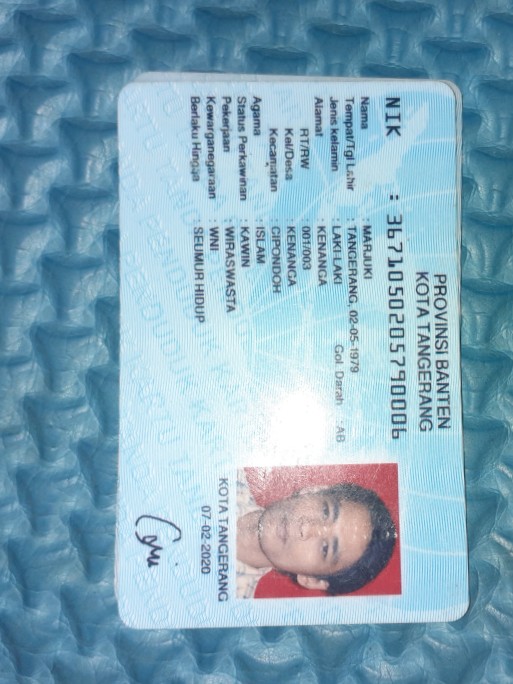 PROVINSI BANTEN
KOTA TANGERANG
NIK : 3671050205790006
Nama : MARJUKI
Tempat/Tgl Lahir : TANGERANG, 02-05-1979
Jenis kelamin : LAKI-LAKI Gol. Darah : AB
Alamat : KENANGA
RT/RW : 001/003
Kel/Desa : KENANGA
Kecamatan : CIPONDOH
Agama : ISLAM
Status Perkawinan : KAWIN
Pekerjaan : WIRASWASTA
Kewarganegaraan : WNI
Berlaku Hingga : SEUMUR HIDUP
KOTA TANGERANG
07-02-2020